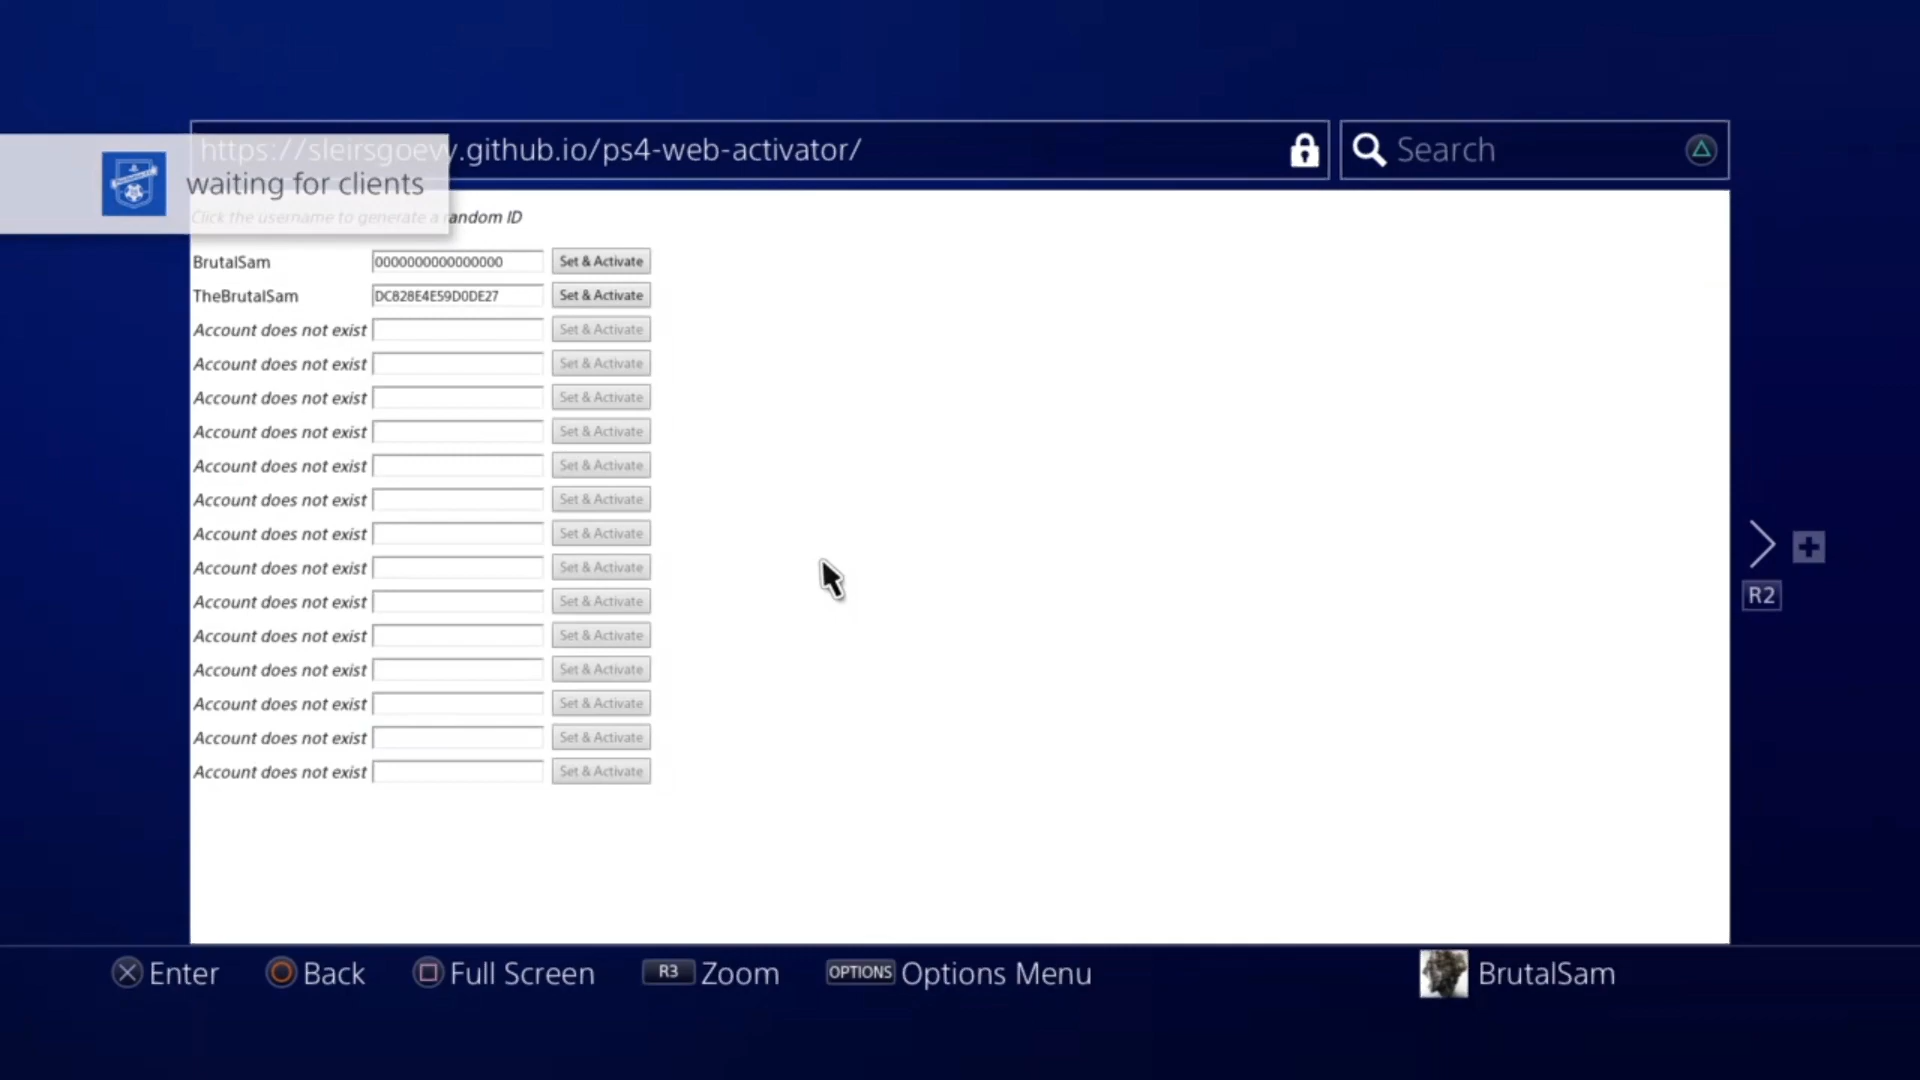 https://sleirsgoevy.github.io/ps4-web-activator/
Search
waiting for clients
Click the username to generate a random ID
BrutalSam 0000000000000000 Set & Activate
TheBrutalSam DC828E4E59D0DE27 Set & Activate
Account does not exist Set & Activate
Account does not exist Set & Activate
Account does not exist Set & Activate
Account does not exist Set & Activate
Account does not exist Set & Activate
Account does not exist Set & Activate
Account does not exist Set & Activate
Account does not exist Set & Activate
Account does not exist Set & Activate
Account does not exist Set & Activate
Account does not exist Set & Activate
Account does not exist Set & Activate
Account does not exist Set & Activate
Account does not exist Set & Activate
R2
Enter Back Full Screen R3 Zoom OPTIONS Options Menu BrutalSam